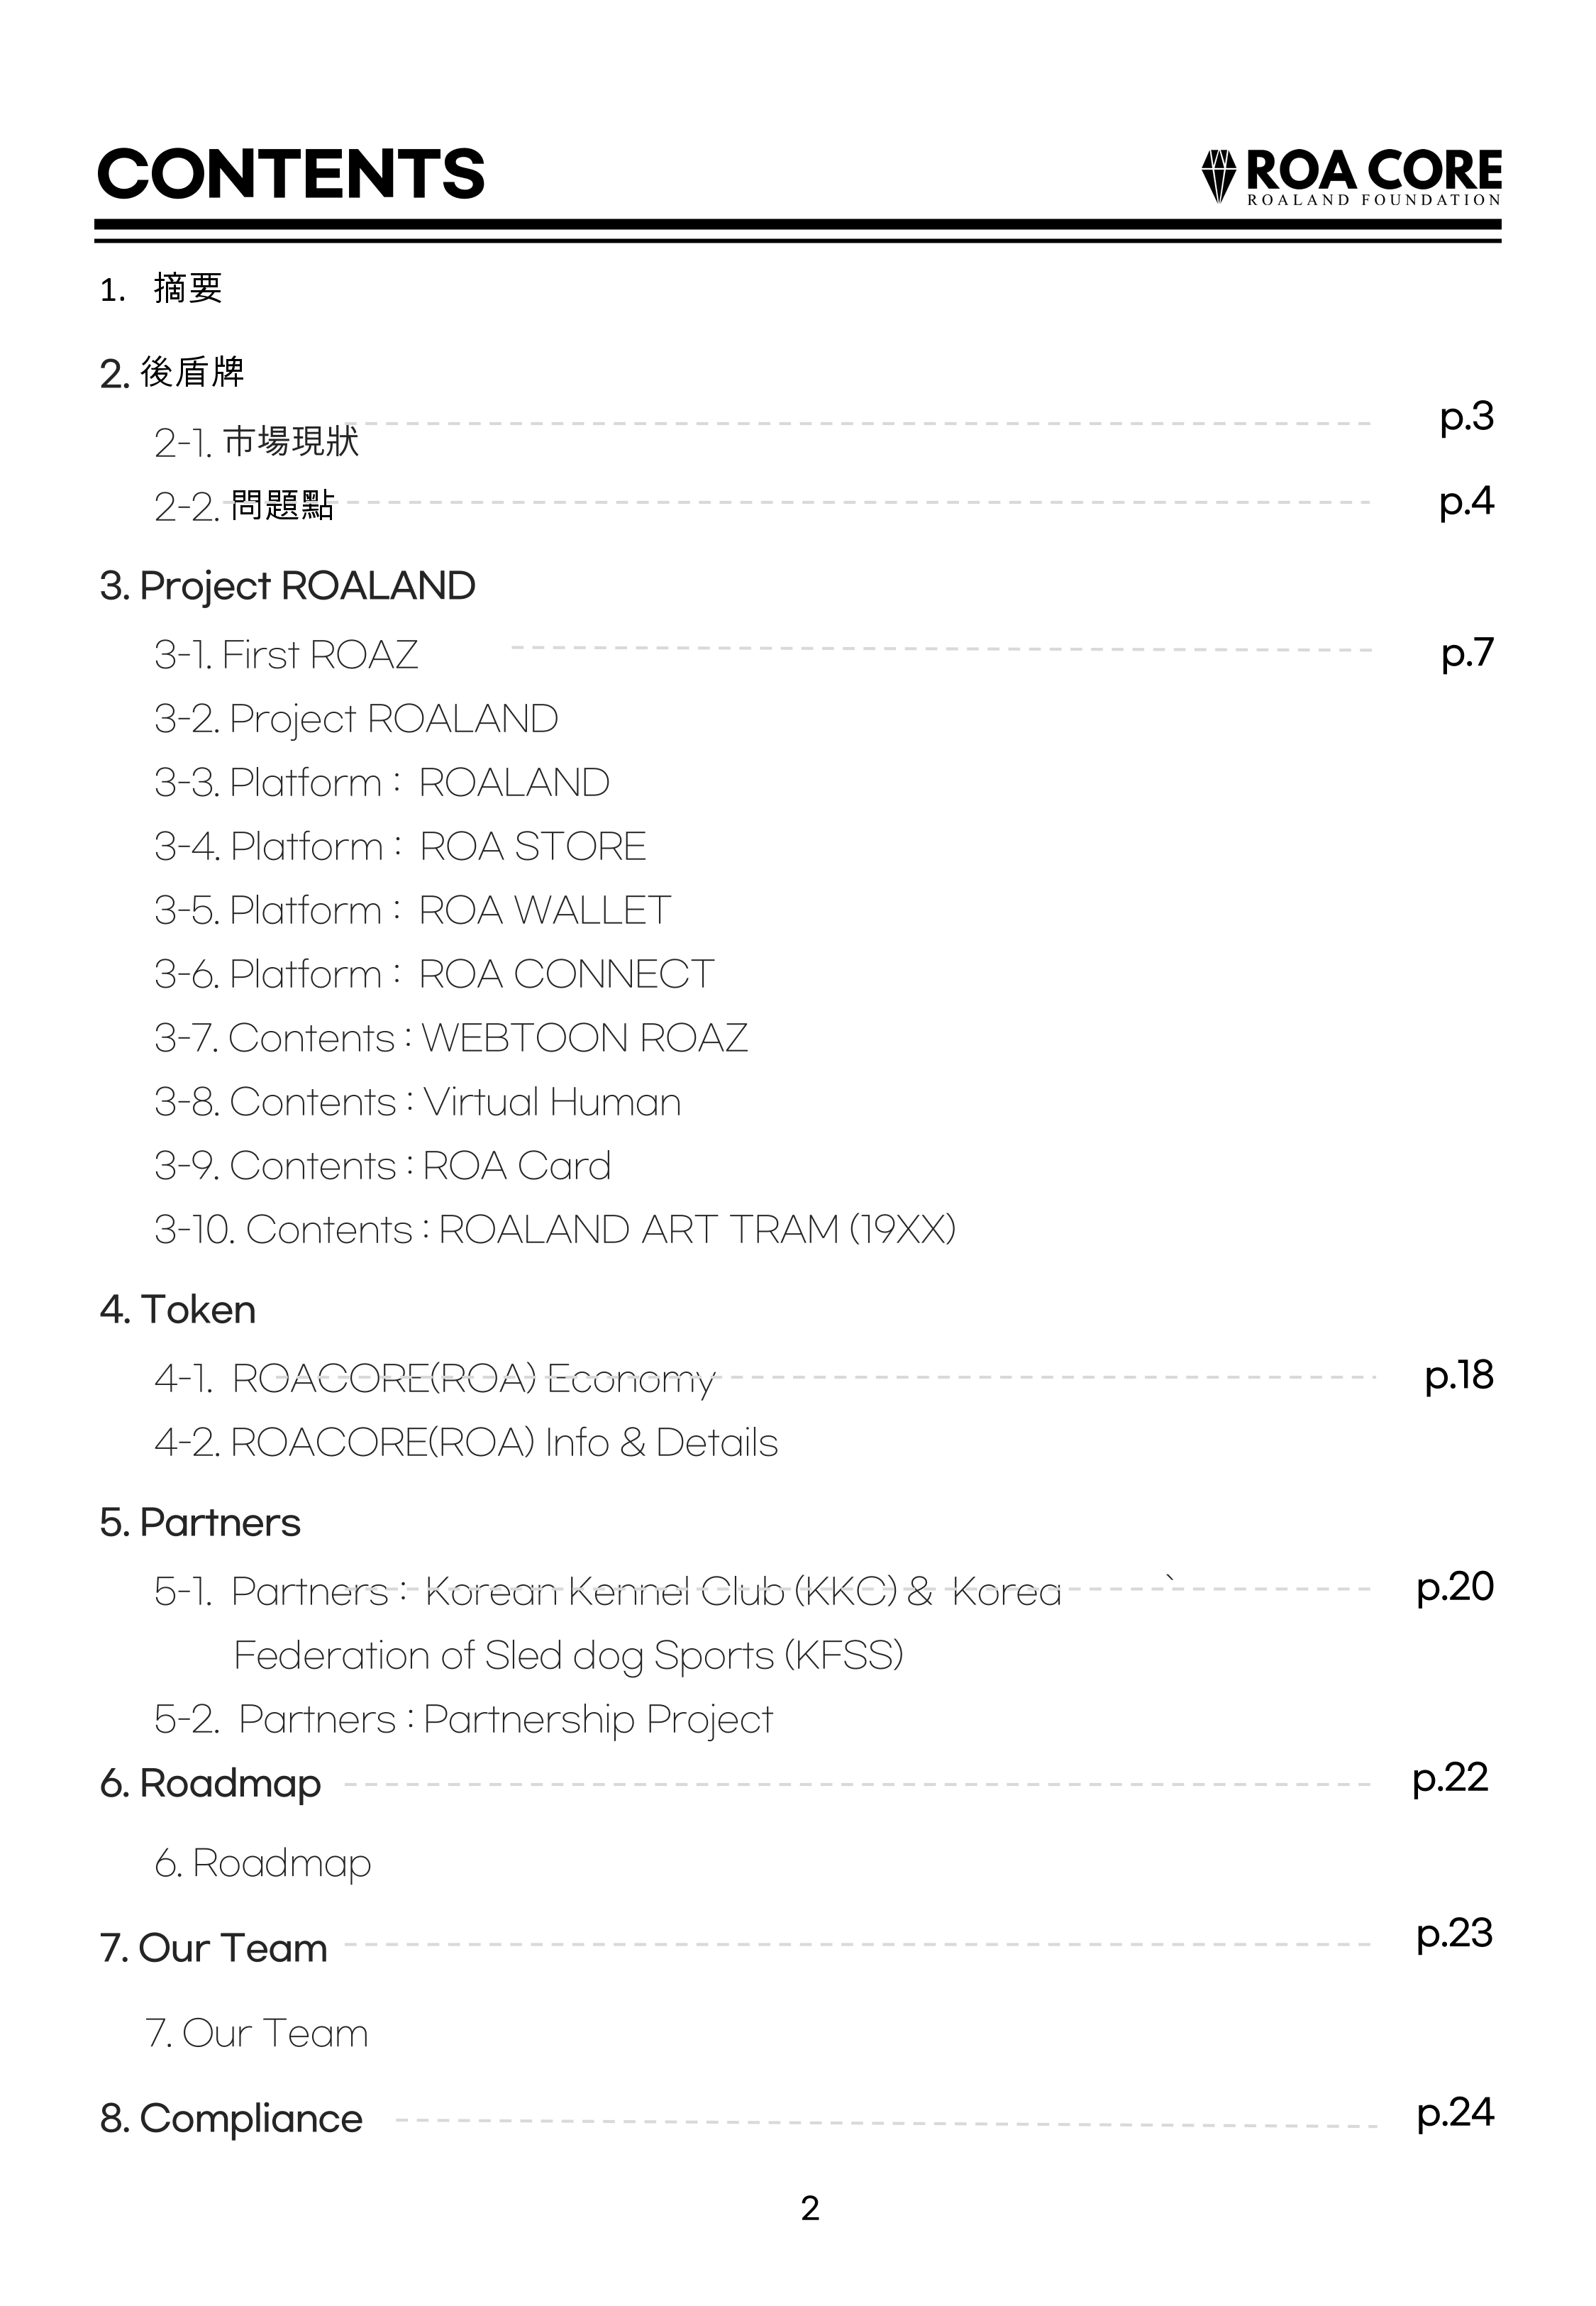 CONTENTS
ROA CORE
ROALAND FOUNDATION
1. 摘要
2. 後盾牌
2-1. 市場現狀 p.3
2-2. 問題點 p.4
3. Project ROALAND
3-1. First ROAZ p.7
3-2. Project ROALAND
3-3. Platform : ROALAND
3-4. Platform : ROA STORE
3-5. Platform : ROA WALLET
3-6. Platform : ROA CONNECT
3-7. Contents : WEBTOON ROAZ
3-8. Contents : Virtual Human
3-9. Contents : ROA Card
3-10. Contents : ROALAND ART TRAM (19XX)
4. Token
4-1. ROACORE(ROA) Economy p.18
4-2. ROACORE(ROA) Info & Details
5. Partners
5-1. Partners : Korean Kennel Club (KKC) & Korea ` p.20
Federation of Sled dog Sports (KFSS)
5-2. Partners : Partnership Project
6. Roadmap p.22
6. Roadmap
7. Our Team p.23
7. Our Team
8. Compliance p.24
2